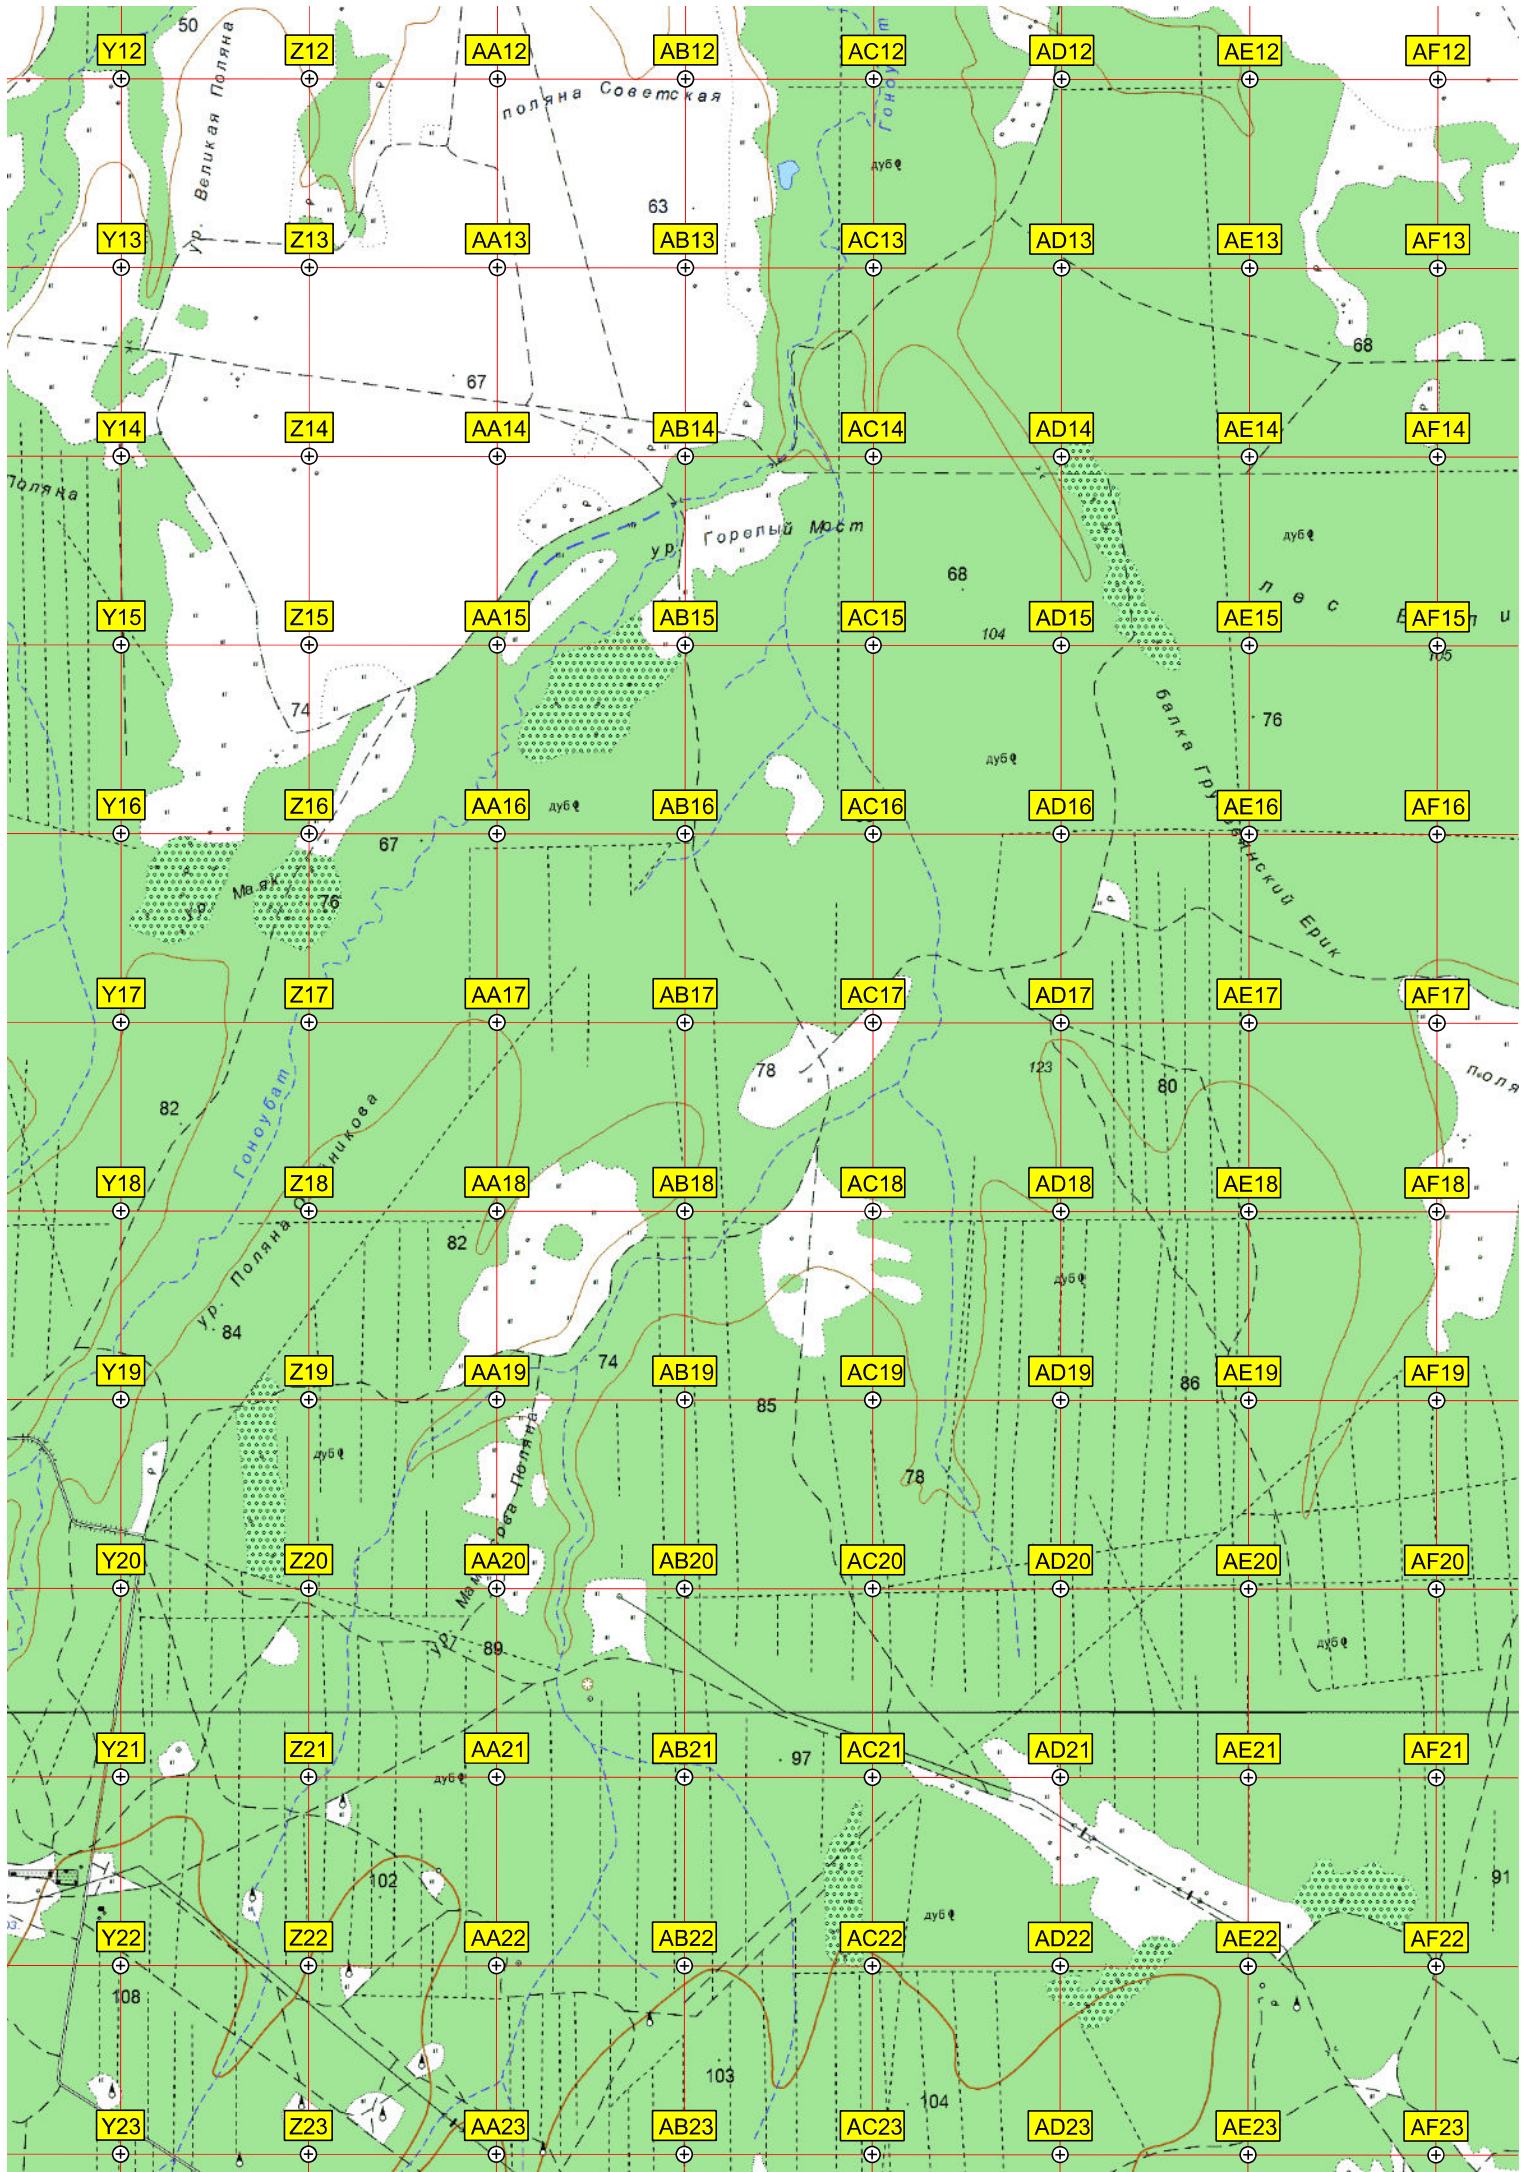 50
Y12 Z12 AA12 AB12 AC12 AD12 AE12 AF12
ур. Великая Поляна
поляна Советская
дуб
63
Y13 Z13 AA13 AB13 AC13 AD13 AE13 AF13
68
67
Y14 Z14 AA14 AB14 AC14 AD14 AE14 AF14
Поляна
ур. Горелый Мост
дуб
68
лес
Y15 Z15 AA15 AB15 AC15 AD15 AE15 AF15
104
105
74
76
балка Грузинский Ерик
дуб
Y16 Z16 AA16 AB16 AC16 AD16 AE16 AF16
дуб
67
ур. Маяк
76
Y17 Z17 AA17 AB17 AC17 AD17 AE17 AF17
78
123
80
82
Гоноубат
Y18 Z18 AA18 AB18 AC18 AD18 AE18 AF18
ур. Поляна
82
дуб
84
74
Y19 Z19 AA19 AB19 AC19 AD19 AE19 AF19
86
85
дуб
78
Поляна
Y20 Z20 AA20 AB20 AC20 AD20 AE20 AF20
ур.
89
дуб
Y21 Z21 AA21 AB21 AC21 AD21 AE21 AF21
97
дуб
102
91
дуб
Y22 Z22 AA22 AB22 AC22 AD22 AE22 AF22
108
103
104
Y23 Z23 AA23 AB23 AC23 AD23 AE23 AF23